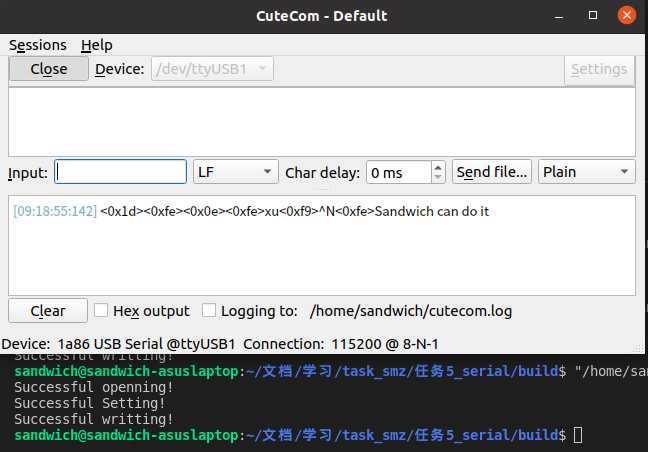 CuteCom - Default
Sessions Help
Close Device: /dev/ttyUSB1 Settings
Input: LF Char delay: 0 ms Send file... Plain
[09:18:55:142] <0x1d><0xfe><0x0e><0xfe>xu<0xf9>^N<0xfe>Sandwich can do it
Clear Hex output Logging to: /home/sandwich/cutecom.log
Device: 1a86 USB Serial @ttyUSB1 Connection: 115200 @ 8-N-1
Successful writting!
sandwich@sandwich-asuslaptop:~/文档/学习/task_smz/任务5_serial/build$ "/home/sa
Successful openning!
Successful Setting!
Successful writting!
sandwich@sandwich-asuslaptop:~/文档/学习/task_smz/任务5_serial/build$